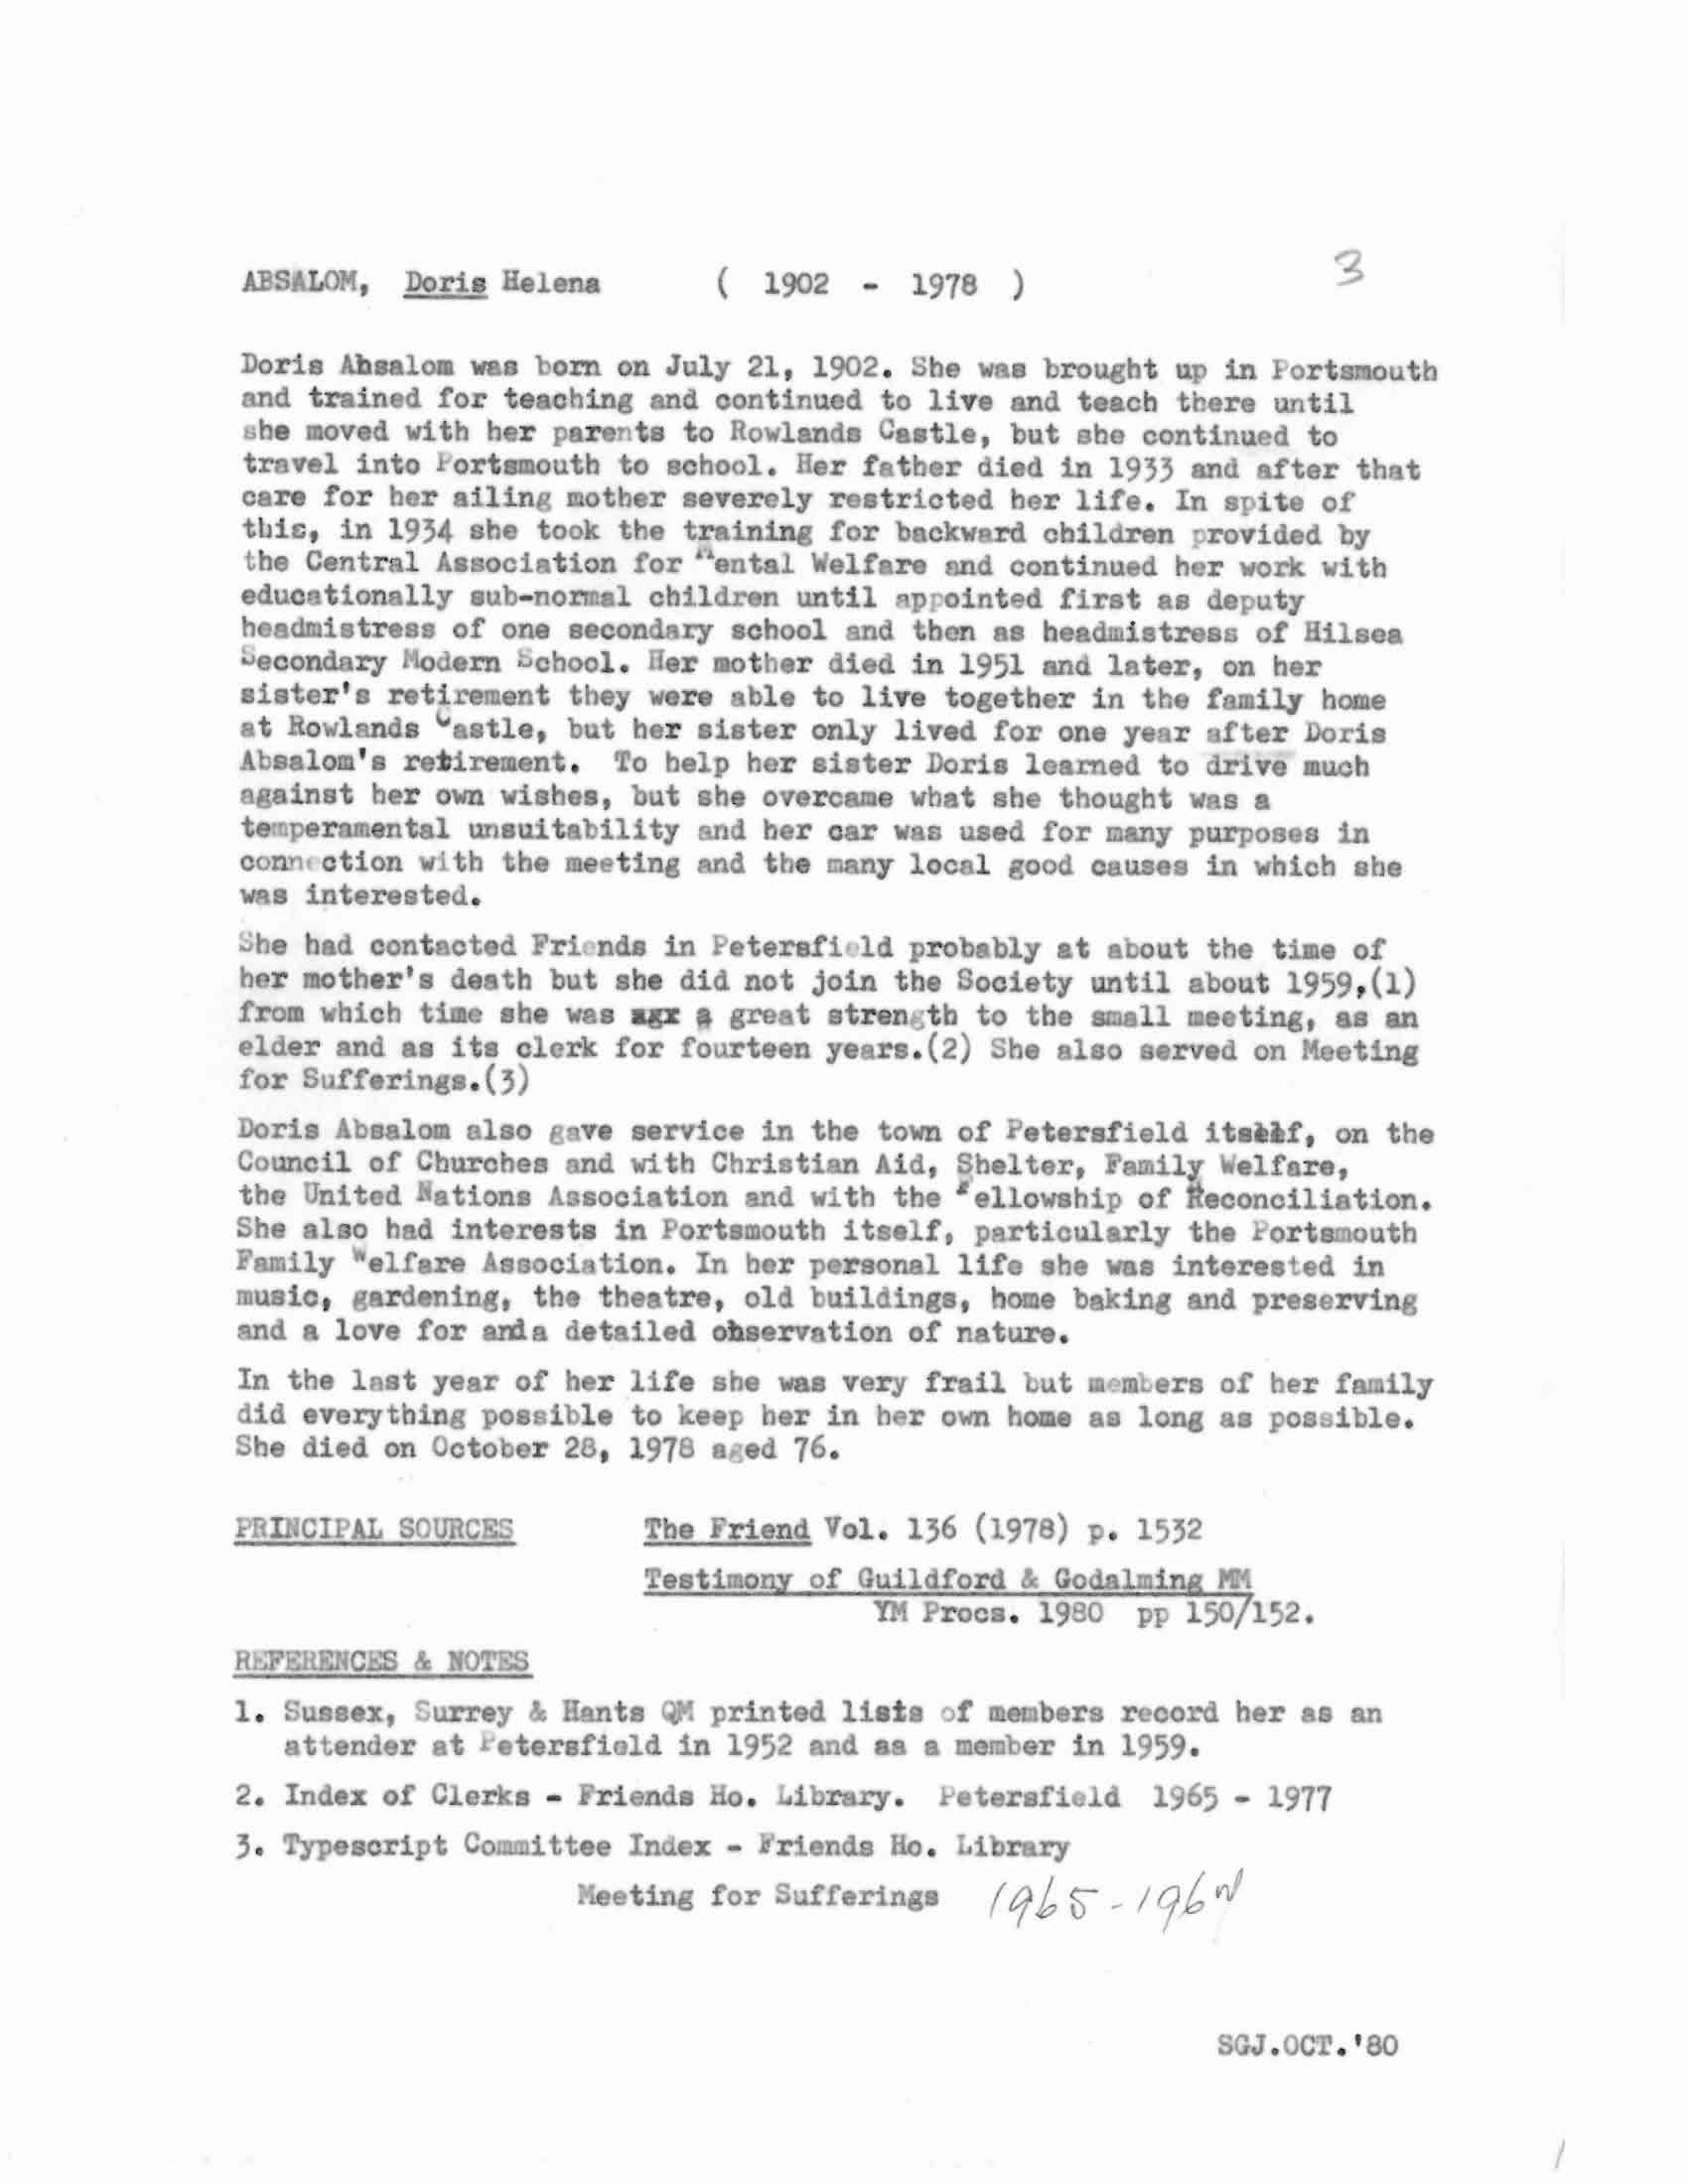 3
ABSALOM, Doris Helena ( 1902 - 1978 )
Doris Absalom was born on July 21, 1902. She was brought up in Portsmouth
and trained for teaching and continued to live and teach there until
she moved with her parents to Rowlands Castle, but she continued to
travel into Portsmouth to school. Her father died in 1933 and after that
care for her ailing mother severely restricted her life. In spite of
this, in 1934 she took the training for backward children provided by
the Central Association for Mental Welfare and continued her work with
educationally sub-normal children until appointed first as deputy
headmistress of one secondary school and then as headmistress of Hilsea
Secondary Modern School. Her mother died in 1951 and later, on her
sister's retirement they were able to live together in the family home
at Rowlands Castle, but her sister only lived for one year after Doris
Absalom's retirement. To help her sister Doris learned to drive much
against her own wishes, but she overcame what she thought was a
temperamental unsuitability and her car was used for many purposes in
connection with the meeting and the many local good causes in which she
was interested.
She had contacted Friends in Petersfield probably at about the time of
her mother's death but she did not join the Society until about 1959,(1)
from which time she was a great strength to the small meeting, as an
elder and as its clerk for fourteen years.(2) She also served on Meeting
for Sufferings.(3)
Doris Absalom also gave service in the town of Petersfield itself, on the
Council of Churches and with Christian Aid, Shelter, Family Welfare,
the United Nations Association and with the Fellowship of Reconciliation.
She also had interests in Portsmouth itself, particularly the Portsmouth
Family Welfare Association. In her personal life she was interested in
music, gardening, the theatre, old buildings, home baking and preserving
and a love for and a detailed observation of nature.
In the last year of her life she was very frail but members of her family
did everything possible to keep her in her own home as long as possible.
She died on October 28, 1978 aged 76.
PRINCIPAL SOURCES The Friend Vol. 136 (1978) p. 1532
Testimony of Guildford & Godalming MM
YM Procs. 1980 pp 150/152.
REFERENCES & NOTES
1. Sussex, Surrey & Hants QM printed lists of members record her as an
attender at Petersfield in 1952 and as a member in 1959.
2. Index of Clerks - Friends Ho. Library. Petersfield 1965 - 1977
3. Typescript Committee Index - Friends Ho. Library
Meeting for Sufferings 1965 -
SGJ.OCT.'80